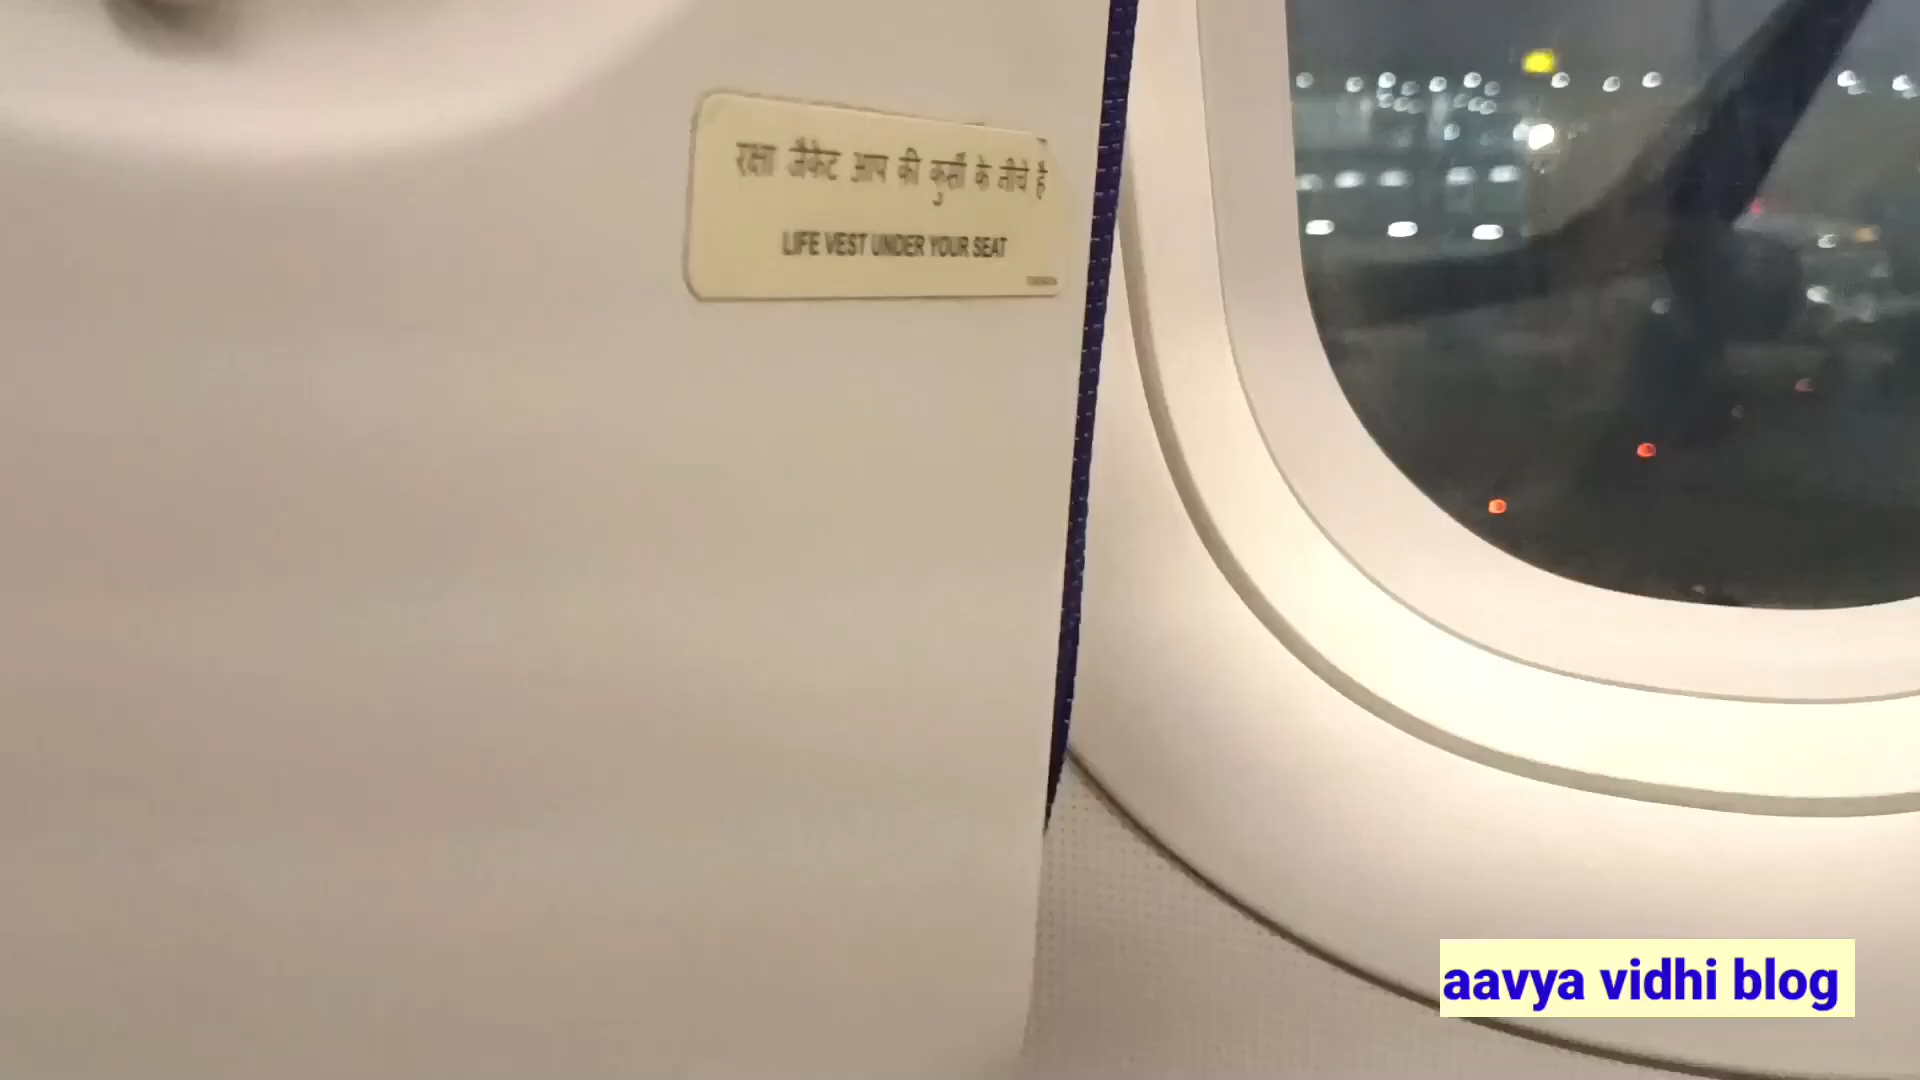 रक्षा जैकेट आप की कुर्सी के नीचे है
LIFE VEST UNDER YOUR SEAT
aavya vidhi blog